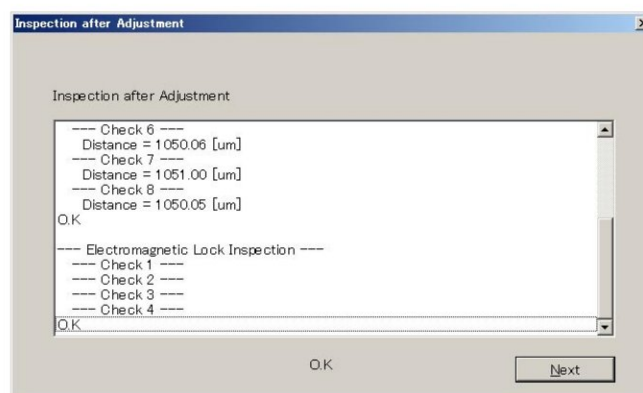 Inspection after Adjustment
Inspection after Adjustment
--- Check 6 ---
Distance = 1050.06 [um]
--- Check 7 ---
Distance = 1051.00 [um]
--- Check 8 ---
Distance = 1050.05 [um]
O.K
--- Electromagnetic Lock Inspection ---
--- Check 1 ---
--- Check 2 ---
--- Check 3 ---
--- Check 4 ---
O.K
O.K
Next